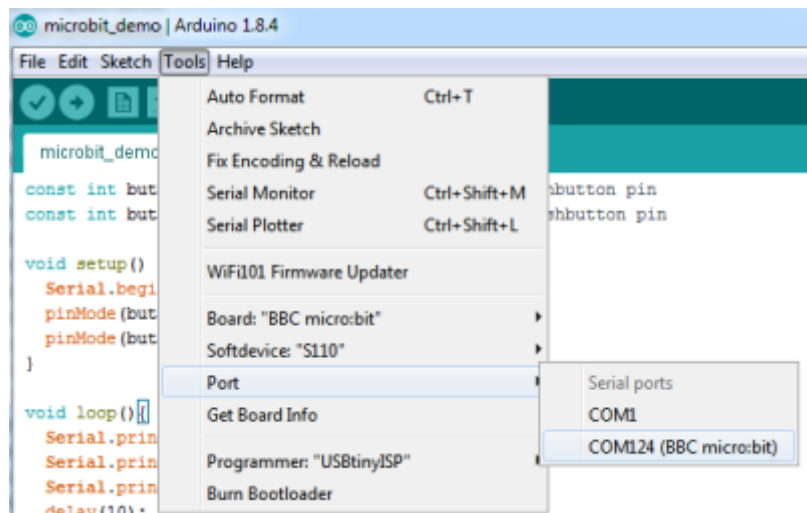 microbit_demo | Arduino 1.8.4
File Edit Sketch Tools Help
microbit_demo
Auto Format Ctrl+T
Archive Sketch
Fix Encoding & Reload
Serial Monitor Ctrl+Shift+M
Serial Plotter Ctrl+Shift+L
WiFi101 Firmware Updater
Board: "BBC micro:bit"
Softdevice: "S110"
Port
Get Board Info
Programmer: "USBtinyISP"
Burn Bootloader
Serial ports
COM1
COM124 (BBC micro:bit)
const int but hbutton pin
const int but shbutton pin
void setup()
Serial.begi
pinMode(but
pinMode(but
}
void loop(){
Serial.prin
Serial.prin
Serial.prin
delay(10);